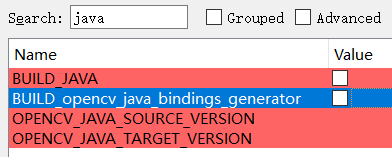 Search: java Grouped Advanced
Name Value
BUILD_JAVA
BUILD_opencv_java_bindings_generator
OPENCV_JAVA_SOURCE_VERSION
OPENCV_JAVA_TARGET_VERSION